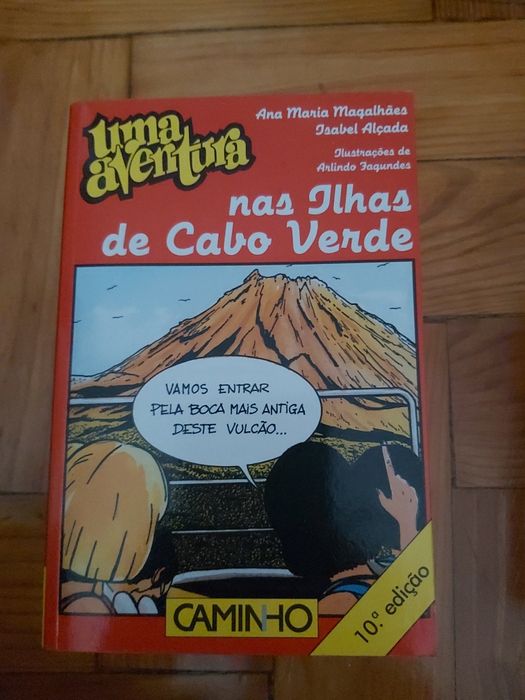 uma
aventura
Ana Maria Magalhães
Isabel Alçada
Ilustrações de
Arlindo Fagundes
nas Ilhas
de Cabo Verde
VAMOS ENTRAR
PELA BOCA MAIS ANTIGA
DESTE VULCÃO...
CAMINHO
10.ª edição